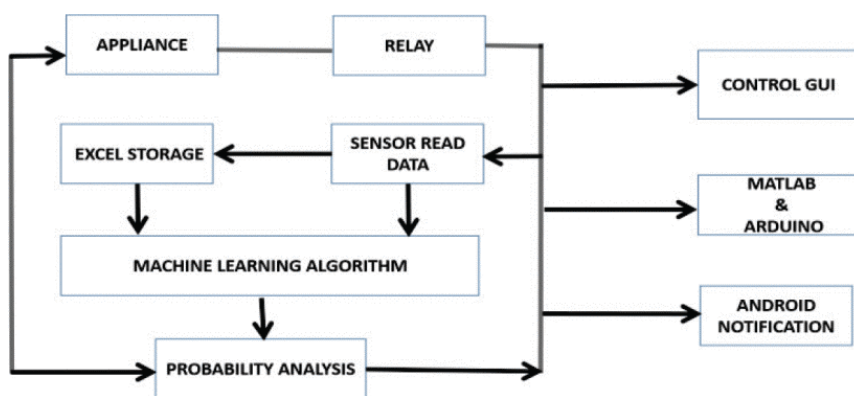 APPLIANCE
RELAY
CONTROL GUI
EXCEL STORAGE
SENSOR READ
DATA
MATLAB
&
ARDUINO
MACHINE LEARNING ALGORITHM
ANDROID
NOTIFICATION
PROBABILITY ANALYSIS